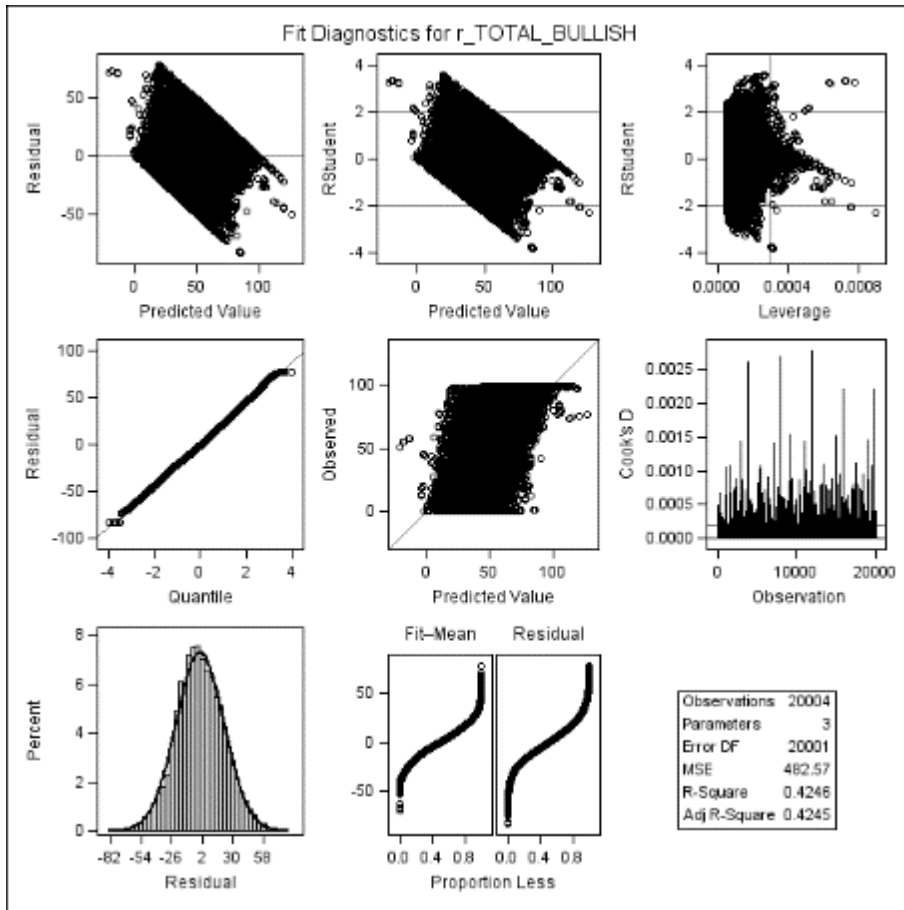 Fit Diagnostics for r_TOTAL_BULLISH
Residual
50
0
-50
0 50 100
Predicted Value
RStudent
4
2
0
-2
-4
0 50 100
Predicted Value
RStudent
4
2
0
-2
-4
0.0000 0.0004 0.0008
Leverage
Residual
100
50
0
-50
-100
-4 -2 0 2 4
Quantile
Observed
100
50
0
0 50 100
Predicted Value
Cook's D
0.0025
0.0020
0.0015
0.0010
0.0005
0.0000
0 10000 20000
Observation
Percent
8
6
4
2
0
-82 -54 -26 2 30 58
Residual
Fit–Mean Residual
50
0
-50
0.0 0.4 0.8 0.0 0.4 0.8
Proportion Less
Observations 20004
Parameters 3
Error DF 20001
MSE 482.57
R-Square 0.4246
Adj R-Square 0.4245